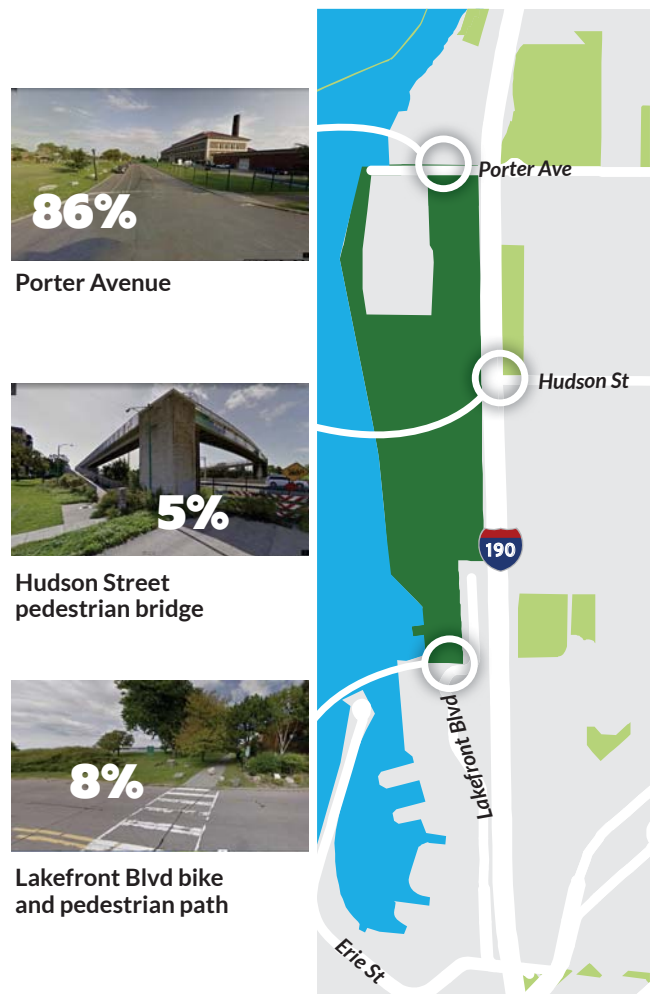 86%
Porter Avenue
5%
Hudson Street
pedestrian bridge
8%
Lakefront Blvd bike
and pedestrian path
Porter Ave
Hudson St
190
Lakefront Blvd
Erie St